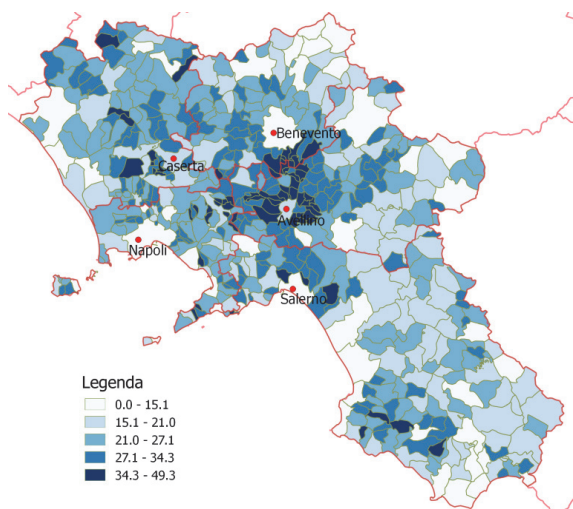 Benevento
Caserta
Avellino
Napoli
Salerno
Legenda
0.0 - 15.1
15.1 - 21.0
21.0 - 27.1
27.1 - 34.3
34.3 - 49.3